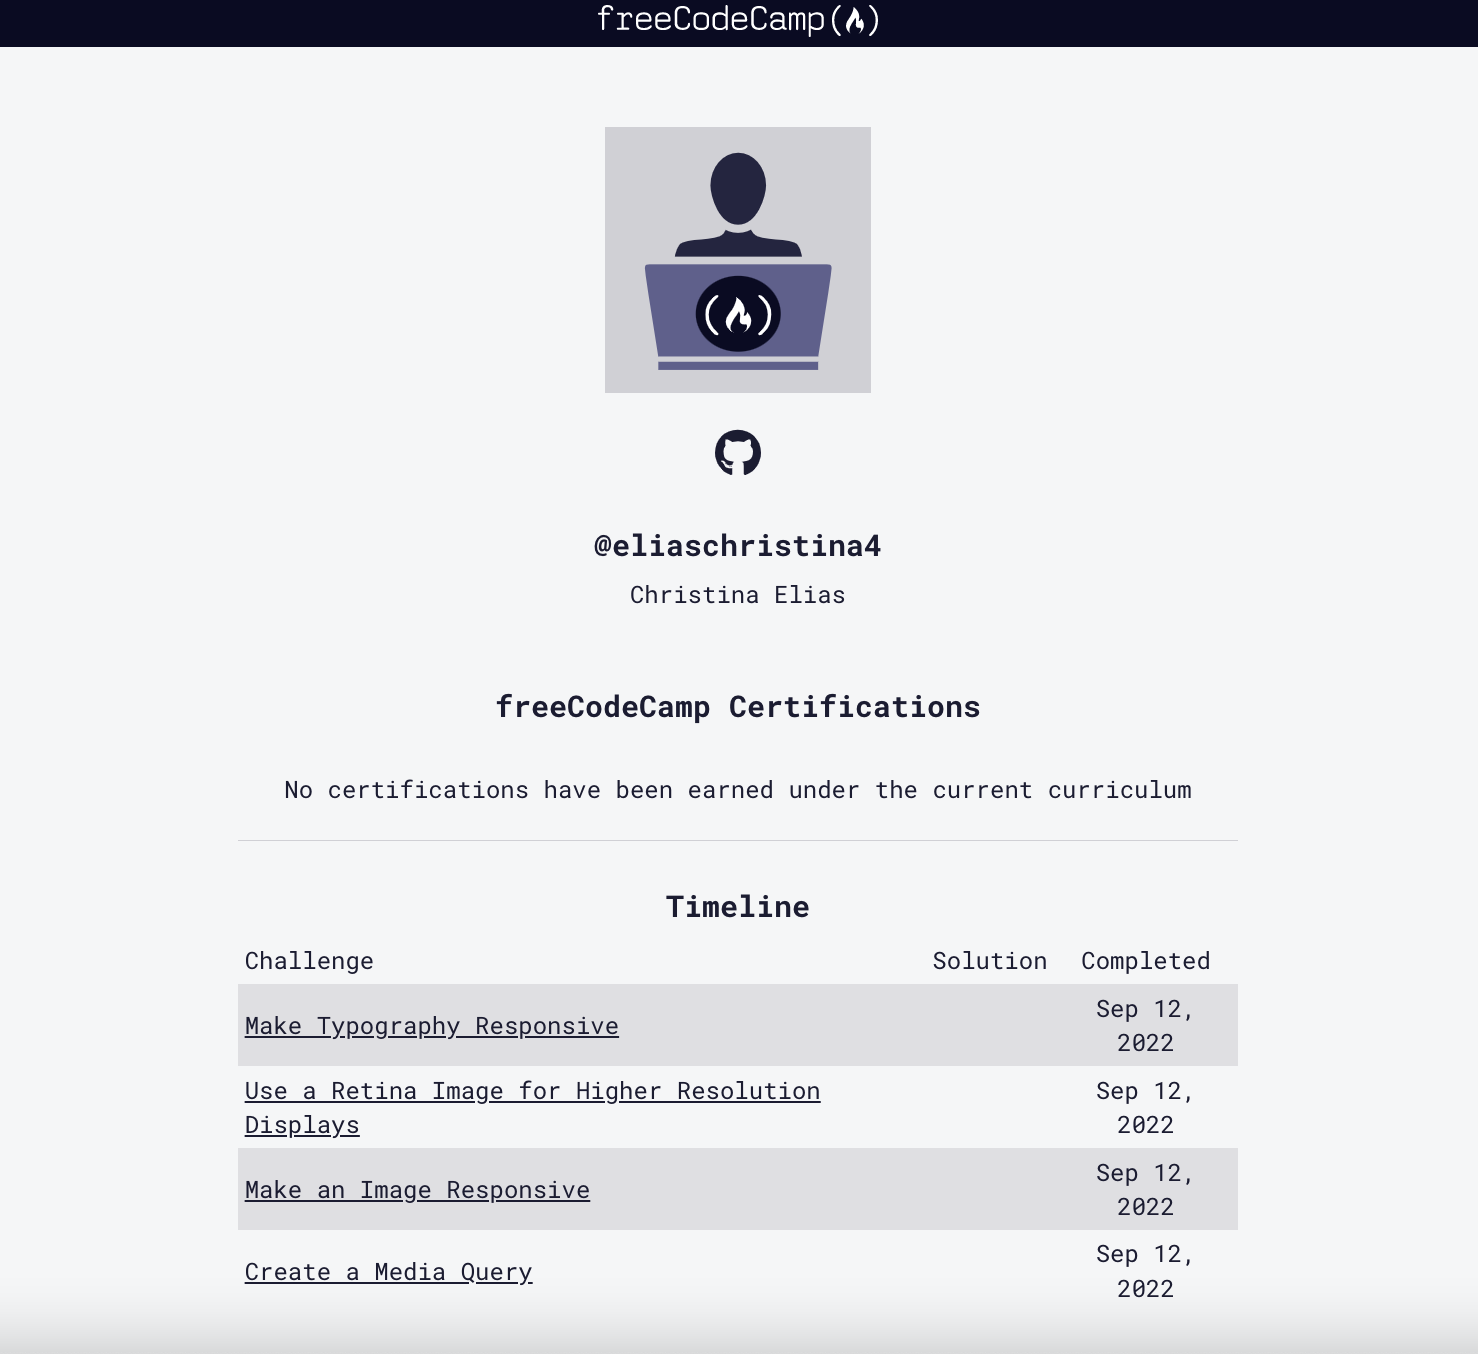 freeCodeCamp
@eliaschristina4
Christina Elias
freeCodeCamp Certifications
No certifications have been earned under the current curriculum
Timeline
Challenge Solution Completed
Make Typography Responsive Sep 12,
2022
Use a Retina Image for Higher Resolution Sep 12,
Displays 2022
Make an Image Responsive Sep 12,
2022
Create a Media Query Sep 12,
2022